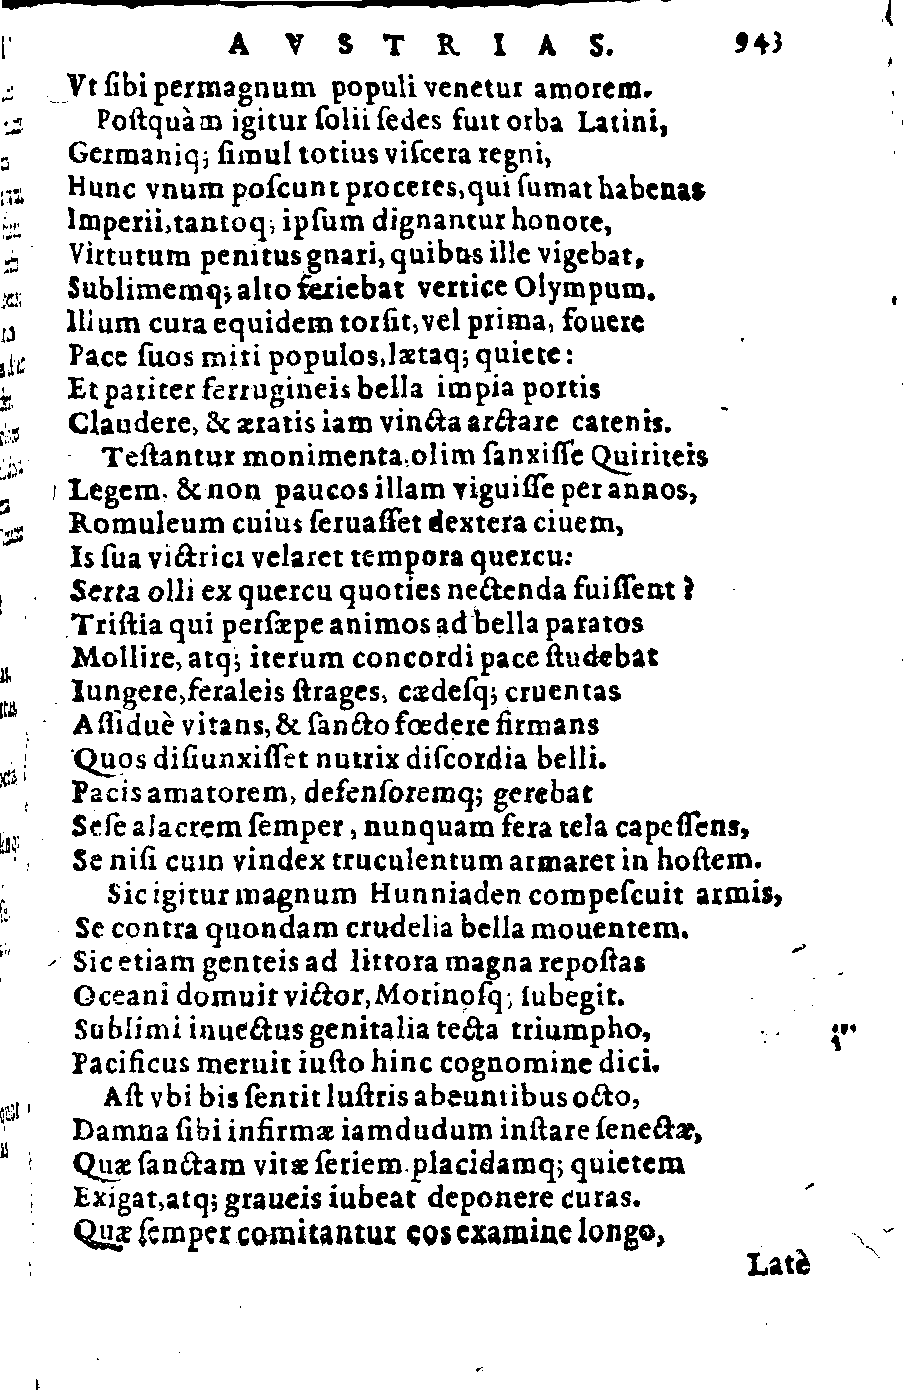 AVSTRIAS. 943
Vt ſibi permagnum populi venetur amorem.
Poſtquàm igitur ſolii ſedes fuit orba Latini,
Germaniq; ſimul totius viſcera regni,
Hunc vnum poſcunt proceres, qui ſumat habenas
Imperii, tantoq; ipſum dignantur honore,
Virtutum penitus gnari, quibus ille vigebat,
Sublimemq; alto feriebat vertice Olympum.
Illum cura equidem torſit, vel prima, fouere
Pace ſuos miti populos, lætaq; quiete:
Et pariter ferrugineis bella impia portis
Claudere, & æratis iam vincta arctare catenis.
Teſtantur monimenta, olim ſanxiſſe Quiriteis
Legem, & non paucos illam viguiſſe per annos,
Romuleum cuius ſeruaſſet dextera ciuem,
Is ſua victrici velaret tempora quercu:
Serta olli ex quercu quoties nectenda fuiſſent?
Triſtia qui perſæpe animos ad bella paratos
Mollire, atq; iterum concordi pace ſtudebat
Iungere, feraleis ſtrages, cædeſq; cruentas
Aſſiduè vitans, & ſancto fœdere firmans
Quos diſiunxiſſet nutrix diſcordia belli.
Pacis amatorem, defenſoremq; gerebat
Seſe alacrem ſemper, nunquam fera tela capeſſens,
Se niſi cum vindex truculentum armaret in hoſtem.
Sic igitur magnum Hunniaden compeſcuit armis,
Se contra quondam crudelia bella mouentem.
Sic etiam genteis ad littora magna repoſtas
Oceani domuit victor, Morinoſq; ſubegit.
Sublimi inuectus genitalia tecta triumpho,
Pacificus meruit iuſto hinc cognomine dici.
Aſt vbi bis ſentit luſtris abeuntibus octo,
Damna ſibi infirmæ iamdudum inſtare ſenectæ,
Quæ ſanctam vitæ ſeriem placidamq; quietem
Exigat, atq; graueis iubeat deponere curas.
Quæ ſemper comitantur eos examine longo,
Latè